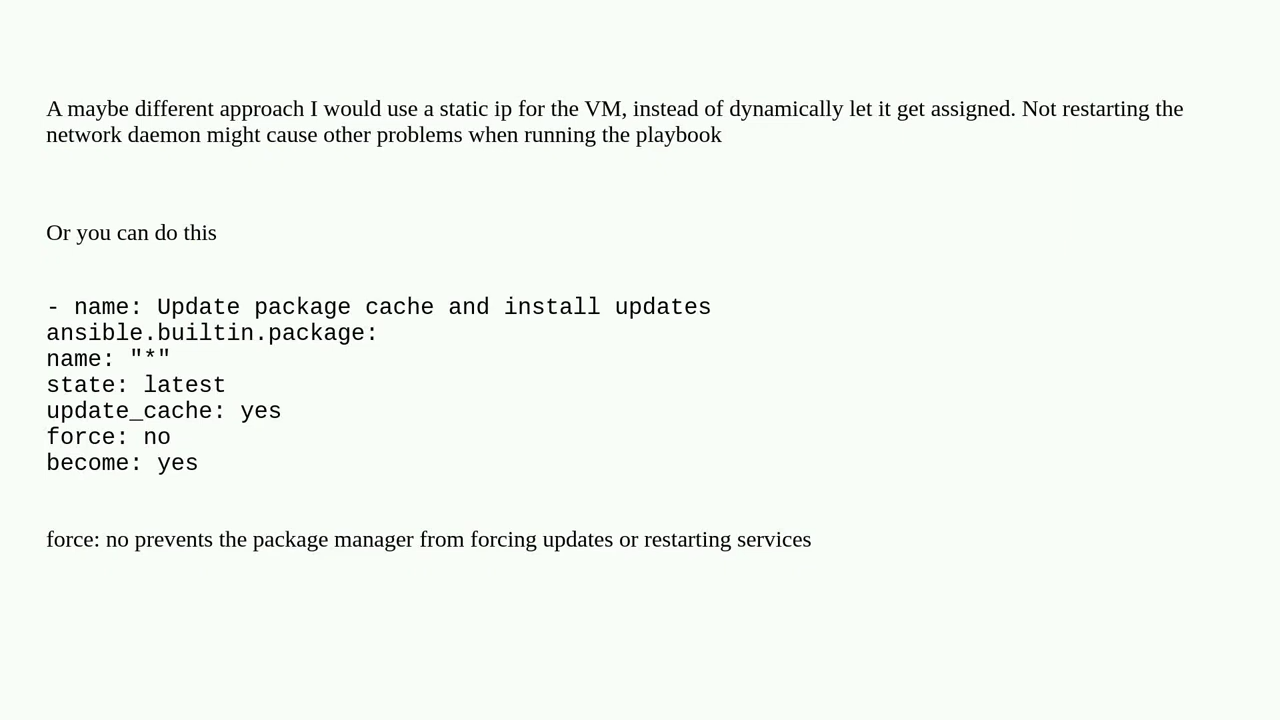 A maybe different approach I would use a static ip for the VM, instead of dynamically let it get assigned. Not restarting the
network daemon might cause other problems when running the playbook
Or you can do this
- name: Update package cache and install updates
ansible.builtin.package:
name: "*"
state: latest
update_cache: yes
force: no
become: yes
force: no prevents the package manager from forcing updates or restarting services